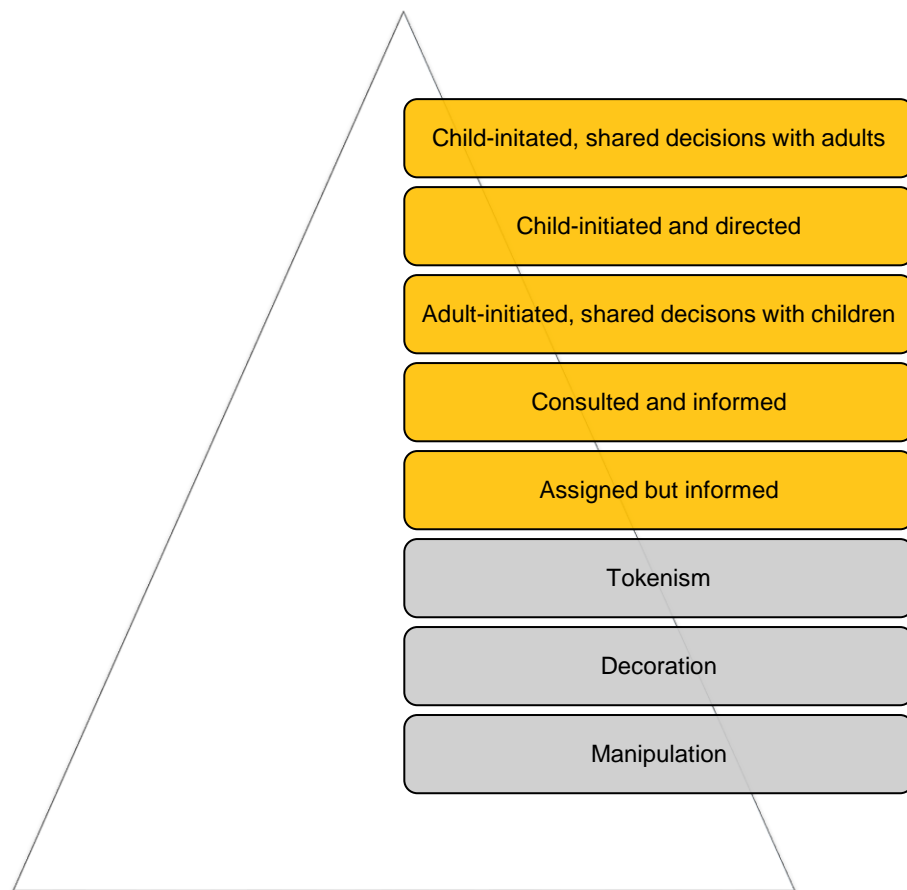 Child-initated, shared decisions with adults
Child-initiated and directed
Adult-initiated, shared decisons with children
Consulted and informed
Assigned but informed
Tokenism
Decoration
Manipulation